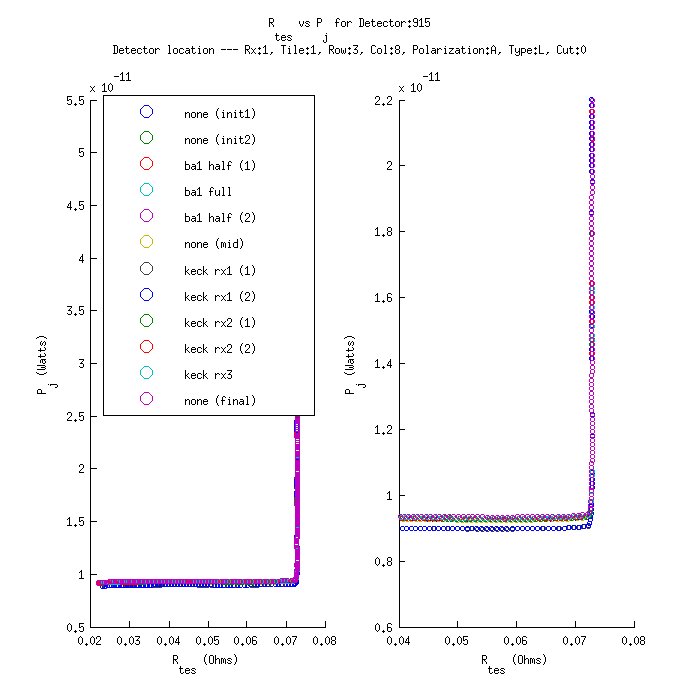 R tes vs P j for Detector:915
Detector location --- Rx:1, Tile:1, Row:3, Col:8, Polarization:A, Type:L, Cut:0
x 10^-11
5.5
5
4.5
4
3.5
3
2.5
2
1.5
1
0.5
P j (Watts)
none (init1)
none (init2)
ba1 half (1)
ba1 full
ba1 half (2)
none (mid)
keck rx1 (1)
keck rx1 (2)
keck rx2 (1)
keck rx2 (2)
keck rx3
none (final)
0.02 0.03 0.04 0.05 0.06 0.07 0.08
R tes (Ohms)
x 10^-11
2.2
2
1.8
1.6
1.4
1.2
1
0.8
0.6
P j (Watts)
0.04 0.05 0.06 0.07 0.08
R tes (Ohms)